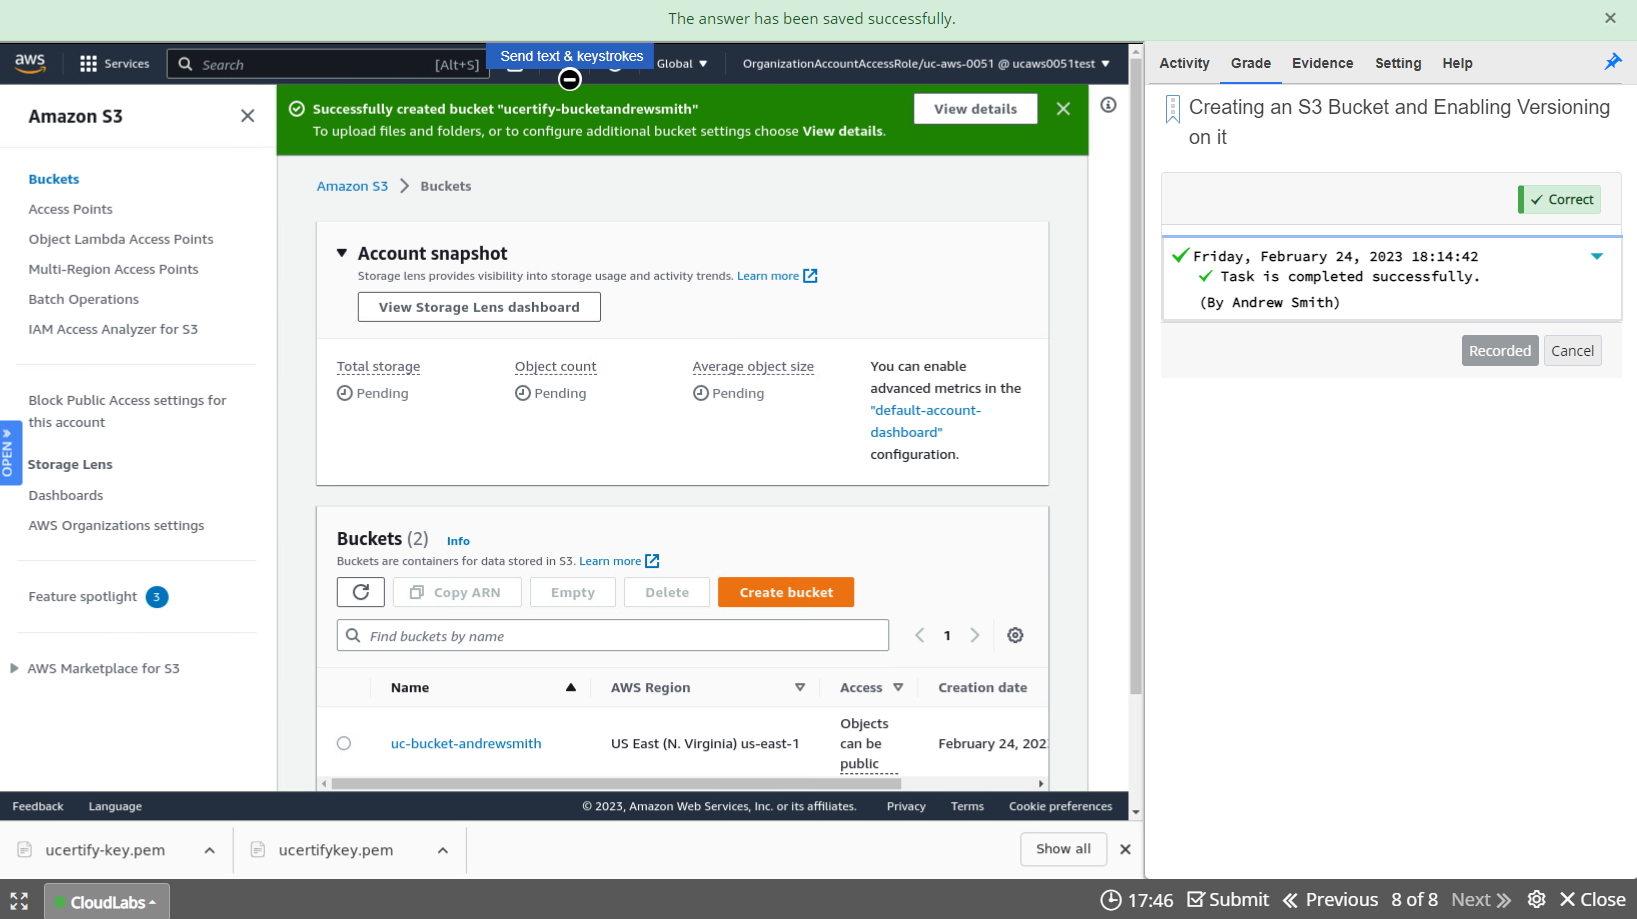 The answer has been saved successfully.
aws
Services
Search
[Alt+S]
Send text & keystrokes
Global
OrganizationAccountAccessRole/uc-aws-0051 @ ucaws0051test
Amazon S3
Buckets
Access Points
Object Lambda Access Points
Multi-Region Access Points
Batch Operations
IAM Access Analyzer for S3
Block Public Access settings for
this account
Storage Lens
Dashboards
AWS Organizations settings
Feature spotlight 3
AWS Marketplace for S3
OPEN
Successfully created bucket "ucertify-bucketandrewsmith"
To upload files and folders, or to configure additional bucket settings choose View details.
View details
Amazon S3 > Buckets
Account snapshot
Storage lens provides visibility into storage usage and activity trends. Learn more
View Storage Lens dashboard
Total storage
Pending
Object count
Pending
Average object size
Pending
You can enable
advanced metrics in the
"default-account-
dashboard"
configuration.
Buckets (2) Info
Buckets are containers for data stored in S3. Learn more
Copy ARN
Empty
Delete
Create bucket
Find buckets by name
1
Name
AWS Region
Access
Creation date
uc-bucket-andrewsmith
US East (N. Virginia) us-east-1
Objects
can be
public
February 24, 202
Feedback
Language
© 2023, Amazon Web Services, Inc. or its affiliates.
Privacy
Terms
Cookie preferences
ucertify-key.pem
ucertifykey.pem
Show all
Activity
Grade
Evidence
Setting
Help
Creating an S3 Bucket and Enabling Versioning
on it
Correct
Friday, February 24, 2023 18:14:42
Task is completed successfully.
(By Andrew Smith)
Recorded
Cancel
CloudLabs
17:46
Submit
Previous
8 of 8
Next
Close